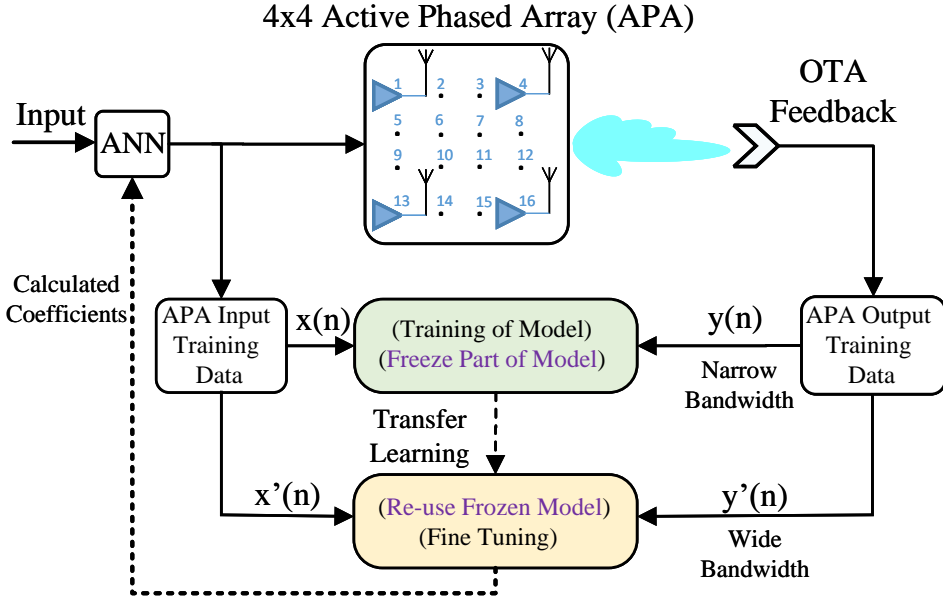 4x4 Active Phased Array (APA)
1 2 3 4
5 6 7 8
9 10 11 12
13 14 15 16
OTA
Feedback
Input
ANN
Calculated
Coefficients
APA Input
Training
Data
x(n)
(Training of Model)
(Freeze Part of Model)
y(n)
Narrow
Bandwidth
APA Output
Training
Data
Transfer
Learning
x’(n)
(Re-use Frozen Model)
(Fine Tuning)
y’(n)
Wide
Bandwidth